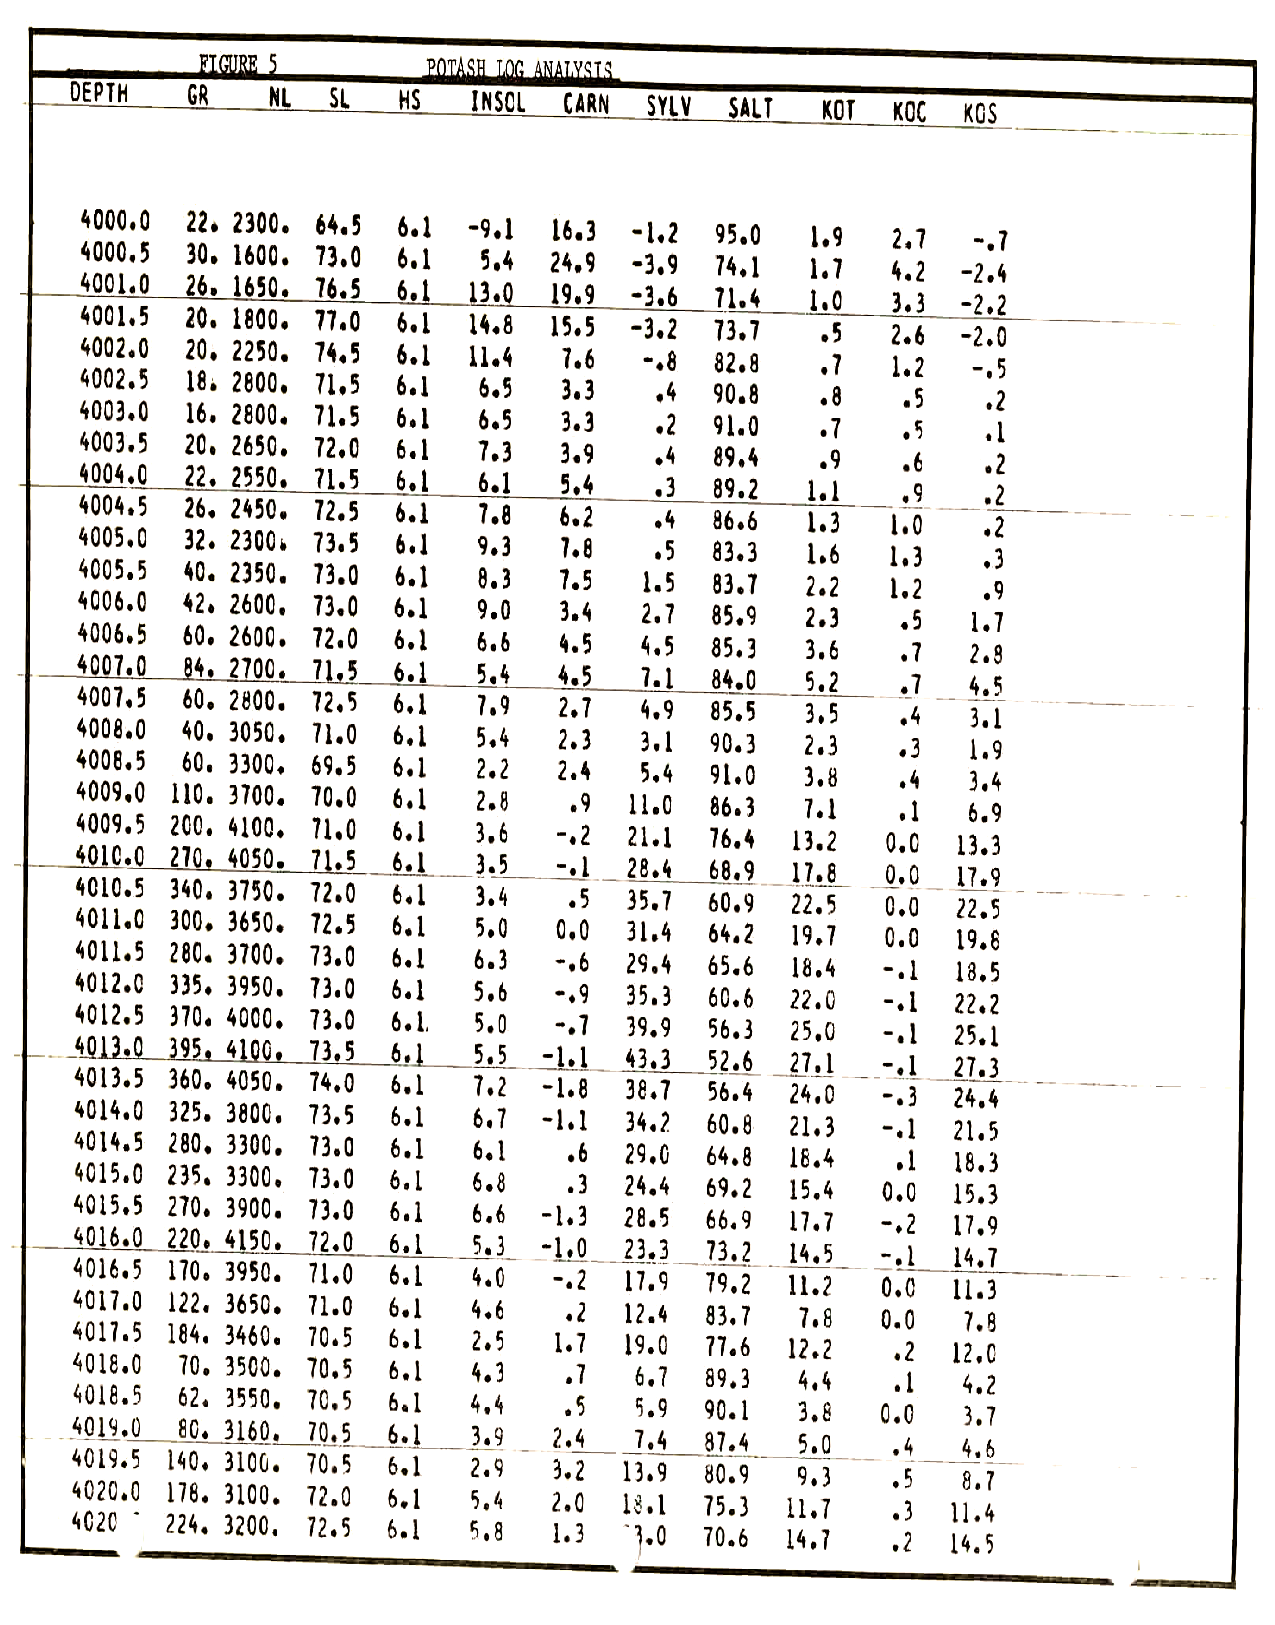 FIGURE 5 POTASH LOG ANALYSIS
DEPTH GR NL SL HS INSOL CARN SYLV SALT KOT KOC KOS
4000.0 22. 2300. 64.5 6.1 -9.1 16.3 -1.2 95.0 1.9 2.7 -.7
4000.5 30. 1600. 73.0 6.1 5.4 24.9 -3.9 74.1 1.7 4.2 -2.4
4001.0 26. 1650. 76.5 6.1 13.0 19.9 -3.6 71.4 1.0 3.3 -2.2
4001.5 20. 1800. 77.0 6.1 14.8 15.5 -3.2 73.7 .5 2.6 -2.0
4002.0 20. 2250. 74.5 6.1 11.4 7.6 -.8 82.8 .7 1.2 -.5
4002.5 18. 2800. 71.5 6.1 6.5 3.3 .4 90.8 .8 .5 .2
4003.0 16. 2800. 71.5 6.1 6.5 3.3 .2 91.0 .7 .5 .1
4003.5 20. 2650. 72.0 6.1 7.3 3.9 .4 89.4 .9 .6 .2
4004.0 22. 2550. 71.5 6.1 6.1 5.4 .3 89.2 1.1 .9 .2
4004.5 26. 2450. 72.5 6.1 7.8 6.2 .4 86.6 1.3 1.0 .2
4005.0 32. 2300. 73.5 6.1 9.3 7.8 .5 83.3 1.6 1.3 .3
4005.5 40. 2350. 73.0 6.1 8.3 7.5 1.5 83.7 2.2 1.2 .9
4006.0 42. 2600. 73.0 6.1 9.0 3.4 2.7 85.9 2.3 .5 1.7
4006.5 60. 2600. 72.0 6.1 6.6 4.5 4.5 85.3 3.6 .7 2.8
4007.0 84. 2700. 71.5 6.1 5.4 4.5 7.1 84.0 5.2 .7 4.5
4007.5 60. 2800. 72.5 6.1 7.9 2.7 4.9 85.5 3.5 .4 3.1
4008.0 40. 3050. 71.0 6.1 5.4 2.3 3.1 90.3 2.3 .3 1.9
4008.5 60. 3300. 69.5 6.1 2.2 2.4 5.4 91.0 3.8 .4 3.4
4009.0 110. 3700. 70.0 6.1 2.8 .9 11.0 86.3 7.1 .1 6.9
4009.5 200. 4100. 71.0 6.1 3.6 -.2 21.1 76.4 13.2 0.0 13.3
4010.0 270. 4050. 71.5 6.1 3.5 -.1 28.4 68.9 17.8 0.0 17.9
4010.5 340. 3750. 72.0 6.1 3.4 .5 35.7 60.9 22.5 0.0 22.5
4011.0 300. 3650. 72.5 6.1 5.0 0.0 31.4 64.2 19.7 0.0 19.8
4011.5 280. 3700. 73.0 6.1 6.3 -.6 29.4 65.6 18.4 -.1 18.5
4012.0 335. 3950. 73.0 6.1 5.6 -.9 35.3 60.6 22.0 -.1 22.2
4012.5 370. 4000. 73.0 6.1 5.0 -.7 39.9 56.3 25.0 -.1 25.1
4013.0 395. 4100. 73.5 6.1 5.5 -1.1 43.3 52.6 27.1 -.1 27.3
4013.5 360. 4050. 74.0 6.1 7.2 -1.8 38.7 56.4 24.0 -.3 24.4
4014.0 325. 3800. 73.5 6.1 6.7 -1.1 34.2 60.8 21.3 -.1 21.5
4014.5 280. 3300. 73.0 6.1 6.1 .6 29.0 64.8 18.4 .1 18.3
4015.0 235. 3300. 73.0 6.1 6.8 .3 24.4 69.2 15.4 0.0 15.3
4015.5 270. 3900. 73.0 6.1 6.6 -1.3 28.5 66.9 17.7 -.2 17.9
4016.0 220. 4150. 72.0 6.1 5.3 -1.0 23.3 73.2 14.5 -.1 14.7
4016.5 170. 3950. 71.0 6.1 4.0 -.2 17.9 79.2 11.2 0.0 11.3
4017.0 122. 3650. 71.0 6.1 4.6 .2 12.4 83.7 7.8 0.0 7.8
4017.5 184. 3460. 70.5 6.1 2.5 1.7 19.0 77.6 12.2 .2 12.0
4018.0 70. 3500. 70.5 6.1 4.3 .7 6.7 89.3 4.4 .1 4.2
4018.5 62. 3550. 70.5 6.1 4.4 .5 5.9 90.1 3.8 0.0 3.7
4019.0 80. 3160. 70.5 6.1 3.9 2.4 7.4 87.4 5.0 .4 4.6
4019.5 140. 3100. 70.5 6.1 2.9 3.2 13.9 80.9 9.3 .5 8.7
4020.0 178. 3100. 72.0 6.1 5.4 2.0 18.1 75.3 11.7 .3 11.4
4020 224. 3200. 72.5 6.1 5.8 1.3 70.6 14.7 .2 14.5